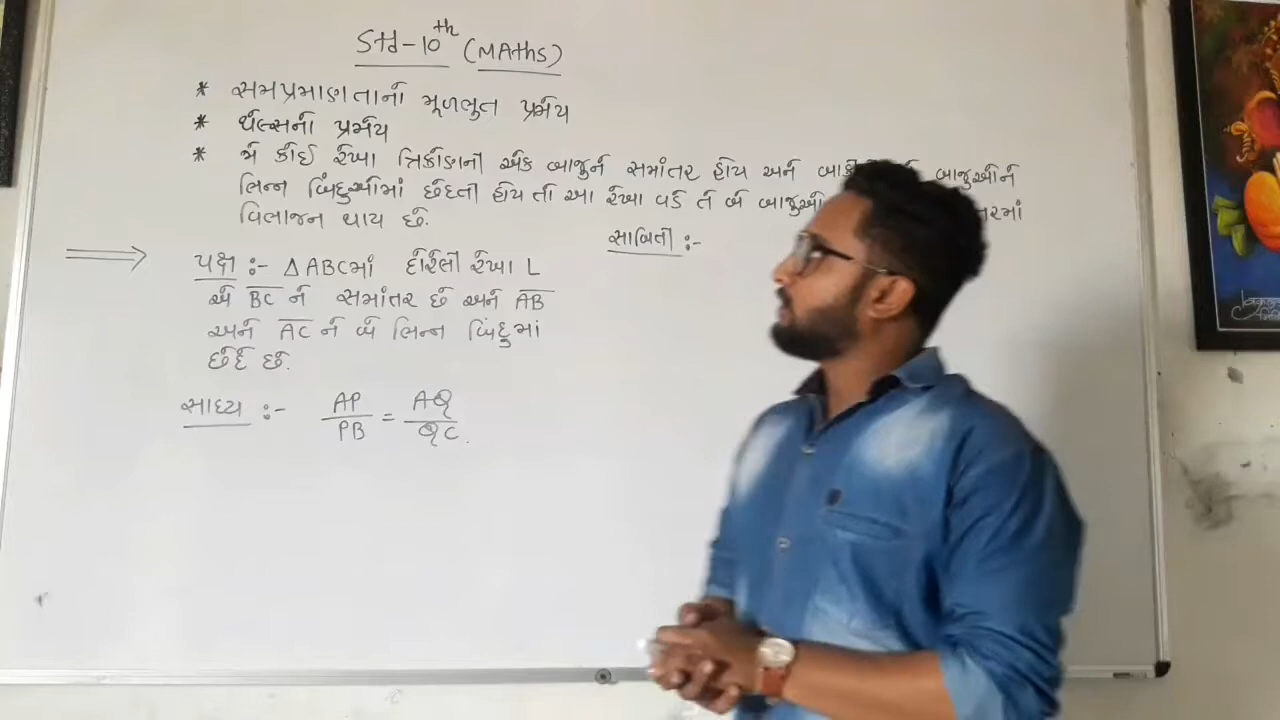 Std-10th (MAths)
* સમપ્રમાણતાનો મૂળભુત પ્રમેય
* થેલ્સનો પ્રમેય
* જો કોઈ રેખા ત્રિકોણની એક બાજુને સમાંતર હોય અને બાજુઓને
ભિન્ન બિંદુઓમાં છેદતી હોય તો આ રેખા વડે તે બે બાજુઓ
વિભાજન થાય છે.
પક્ષ :- ΔABCમાં દોરેલી રેખા L
એ BC ને સમાંતર છે અને AB
અને AC ને બે ભિન્ન બિંદુમાં
છેદે છે.
સાધ્ય :- AP/PB = AQ/QC.
સાબિતી :-